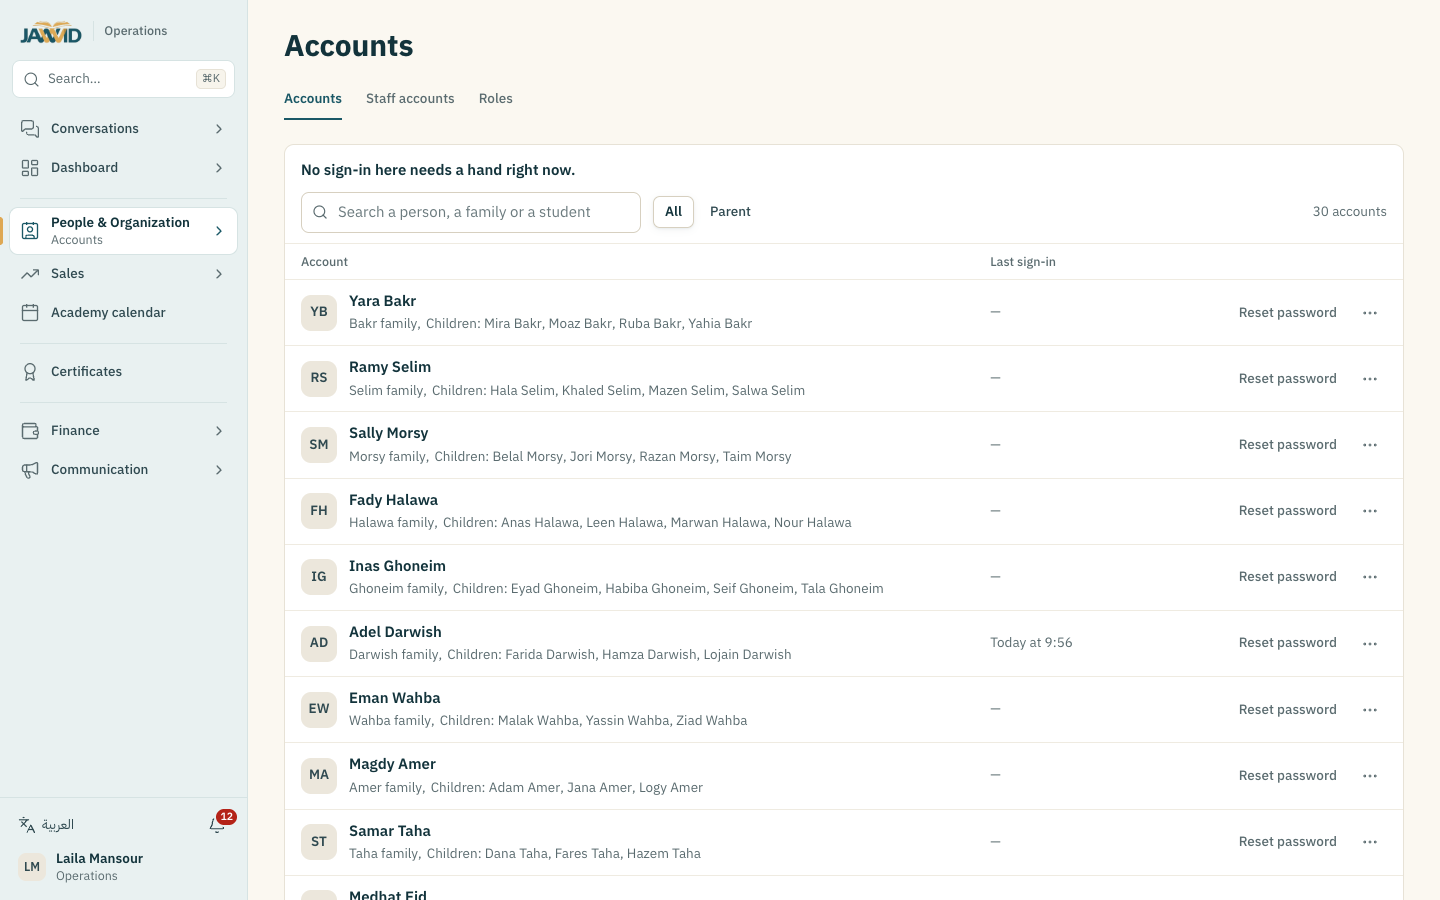 JAWWID
Operations
Search...
⌘K
Conversations
Dashboard
People & Organization
Accounts
Sales
Academy calendar
Certificates
Finance
Communication
العربية
12
LM
Laila Mansour
Operations
Accounts
Accounts
Staff accounts
Roles
No sign-in here needs a hand right now.
Search a person, a family or a student
All
Parent
30 accounts
Account
Last sign-in
YB
Yara Bakr
Bakr family, Children: Mira Bakr, Moaz Bakr, Ruba Bakr, Yahia Bakr
—
Reset password
RS
Ramy Selim
Selim family, Children: Hala Selim, Khaled Selim, Mazen Selim, Salwa Selim
—
Reset password
SM
Sally Morsy
Morsy family, Children: Belal Morsy, Jori Morsy, Razan Morsy, Taim Morsy
—
Reset password
FH
Fady Halawa
Halawa family, Children: Anas Halawa, Leen Halawa, Marwan Halawa, Nour Halawa
—
Reset password
IG
Inas Ghoneim
Ghoneim family, Children: Eyad Ghoneim, Habiba Ghoneim, Seif Ghoneim, Tala Ghoneim
—
Reset password
AD
Adel Darwish
Darwish family, Children: Farida Darwish, Hamza Darwish, Lojain Darwish
Today at 9:56
Reset password
EW
Eman Wahba
Wahba family, Children: Malak Wahba, Yassin Wahba, Ziad Wahba
—
Reset password
MA
Magdy Amer
Amer family, Children: Adam Amer, Jana Amer, Logy Amer
—
Reset password
ST
Samar Taha
Taha family, Children: Dana Taha, Fares Taha, Hazem Taha
—
Reset password
Medhat Eid